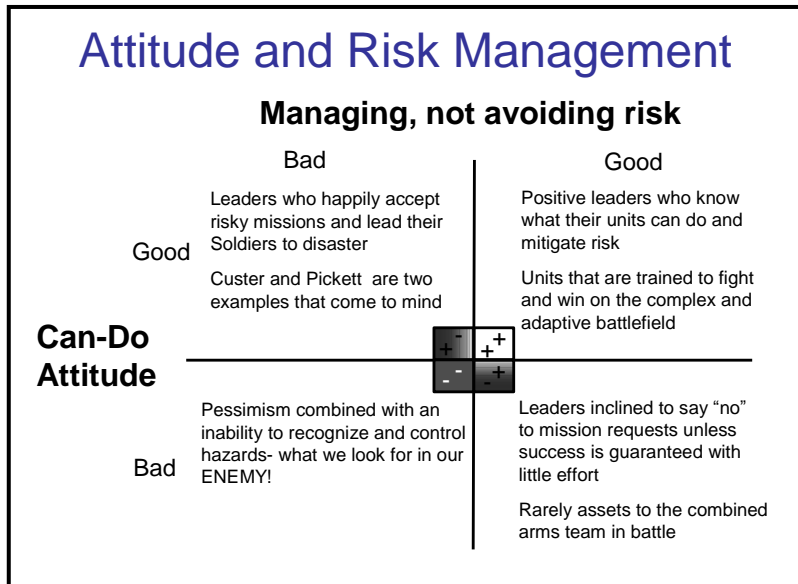 Attitude and Risk Management
Managing, not avoiding risk
Bad
Good
Good
Leaders who happily accept
risky missions and lead their
Soldiers to disaster
Custer and Pickett are two
examples that come to mind
Positive leaders who know
what their units can do and
mitigate risk
Units that are trained to fight
and win on the complex and
adaptive battlefield
Can-Do
Attitude
+ -
+ +
- -
- +
Bad
Pessimism combined with an
inability to recognize and control
hazards- what we look for in our
ENEMY!
Leaders inclined to say “no”
to mission requests unless
success is guaranteed with
little effort
Rarely assets to the combined
arms team in battle